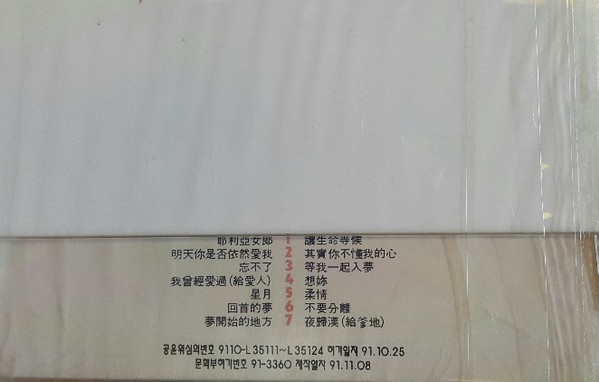 耶利亞女郎 1 讓生命等候
明天你是否依然愛我 2 其實你不懂我的心
忘不了 3 等我一起入夢
我曾經愛過(給愛人) 4 想妳
星月 5 柔情
回首的夢 6 不要分離
夢開始的地方 7 夜歸漢(給爹地)
공윤위심의번호 9110-L35111~L35124 허가일자 91.10.25
문화부허가번호 91-3360 제작일자 91.11.08